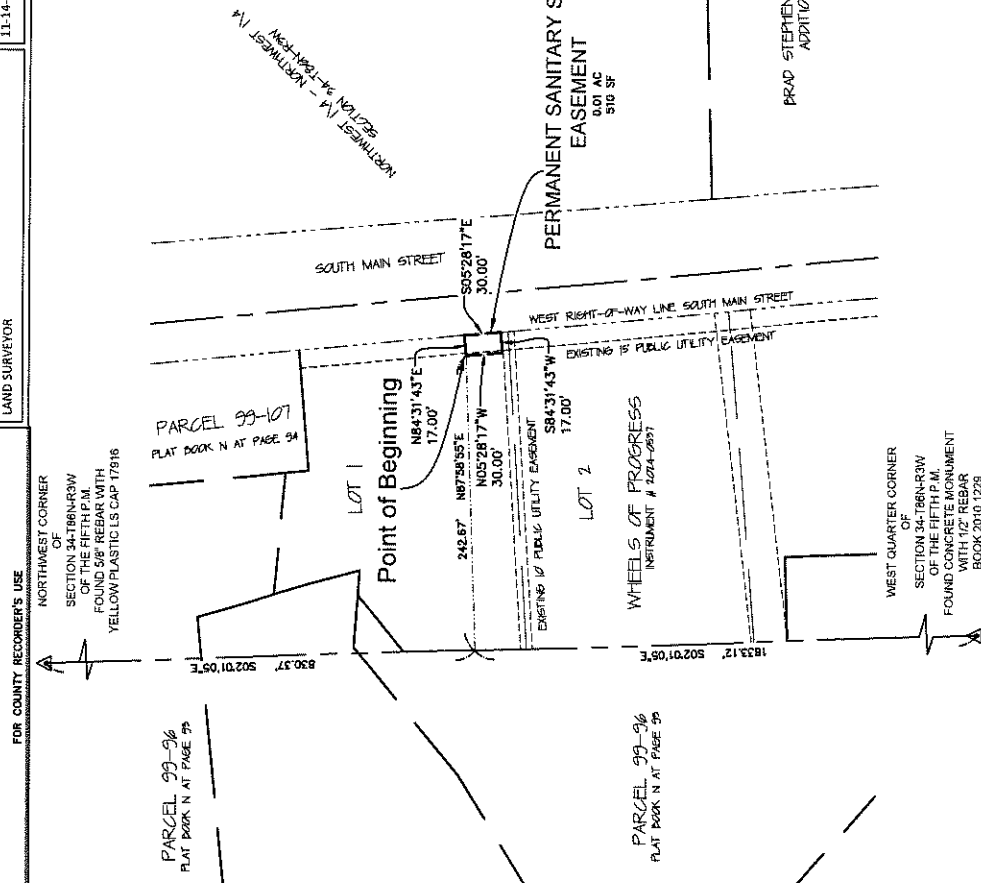 LAND SURVEYOR
11-14-
FOR COUNTY RECORDER'S USE
NORTHWEST CORNER
OF
SECTION 34-T86N-R3W
OF THE FIFTH P.M.
FOUND 5/8" REBAR WITH
YELLOW PLASTIC LS CAP 17916
NORTHWEST 1/4 - NORTHWEST 1/4
SECTION 34-T86N-R3W
PERMANENT SANITARY S
EASEMENT
0.01 AC
510 SF
BRAD STEPHEN
ADDITIO
SOUTH MAIN STREET
S05°28'17"E
30.00'
WEST RIGHT-OF-WAY LINE SOUTH MAIN STREET
EXISTING 15' PUBLIC UTILITY EASEMENT
PARCEL 99-107
PLAT BOOK N AT PAGE 94
LOT 1
Point of Beginning
N84°31'43"E
17.00'
242.67' N87°58'55"E
N05°28'17"W
30.00'
S84°31'43"W
17.00'
EXISTING 10' PUBLIC UTILITY EASEMENT
LOT 2
WHEELS OF PROGRESS
INSTRUMENT # 2014-0597
830.37' S02°01'05"E
1833.12' S02°01'05"E
PARCEL 99-96
PLAT BOOK N AT PAGE 93
PARCEL 99-96
PLAT BOOK N AT PAGE 93
WEST QUARTER CORNER
OF
SECTION 34-T86N-R3W
OF THE FIFTH P.M.
FOUND CONCRETE MONUMENT
WITH 1/2" REBAR
BOOK 2010 1229